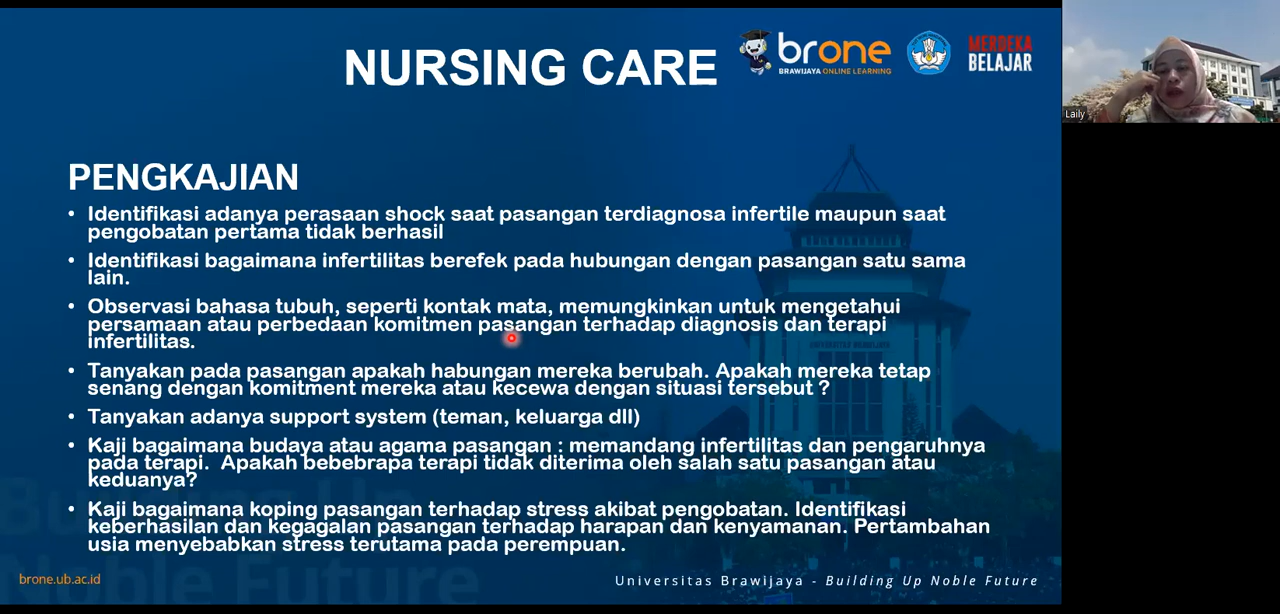 NURSING CARE
brone
BRAWIJAYA ONLINE LEARNING
MERDEKA
BELAJAR
Laily
PENGKAJIAN
• Identifikasi adanya perasaan shock saat pasangan terdiagnosa infertile maupun saat
pengobatan pertama tidak berhasil
• Identifikasi bagaimana infertilitas berefek pada hubungan dengan pasangan satu sama
lain.
• Observasi bahasa tubuh, seperti kontak mata, memungkinkan untuk mengetahui
persamaan atau perbedaan komitmen pasangan terhadap diagnosis dan terapi
infertilitas.
• Tanyakan pada pasangan apakah habungan mereka berubah. Apakah mereka tetap
senang dengan komitment mereka atau kecewa dengan situasi tersebut ?
• Tanyakan adanya support system (teman, keluarga dll)
• Kaji bagaimana budaya atau agama pasangan : memandang infertilitas dan pengaruhnya
pada terapi. Apakah bebebrapa terapi tidak diterima oleh salah satu pasangan atau
keduanya?
• Kaji bagaimana koping pasangan terhadap stress akibat pengobatan. Identifikasi
keberhasilan dan kegagalan pasangan terhadap harapan dan kenyamanan. Pertambahan
usia menyebabkan stress terutama pada perempuan.
Building Up
Noble Future
brone.ub.ac.id
Universitas Brawijaya - Building Up Noble Future